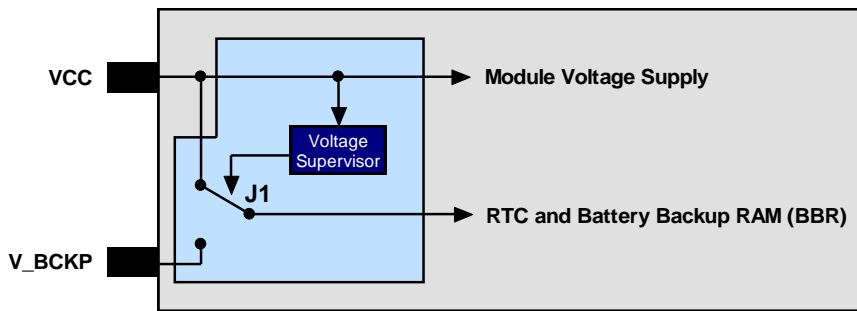 VCC
Module Voltage Supply
Voltage
Supervisor
J1
RTC and Battery Backup RAM (BBR)
V_BCKP